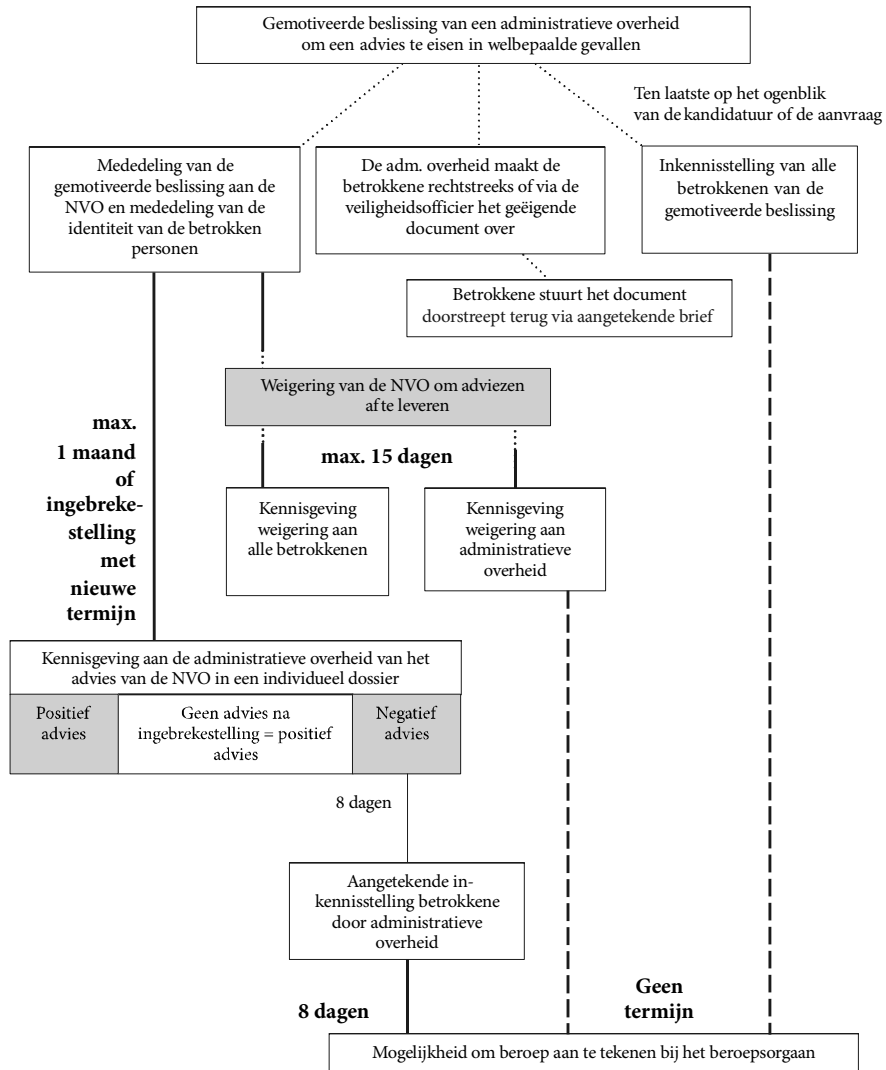 Gemotiveerde beslissing van een administratieve overheid
om een advies te eisen in welbepaalde gevallen
Ten laatste op het ogenblik
van de kandidatuur of de aanvraag
Mededeling van de
gemotiveerde beslissing aan de
NVO en mededeling van de
identiteit van de betrokken
personen
De adm. overheid maakt de
betrokkene rechtstreeks of via de
veiligheidsofficier het geëigende
document over
Inkennisstelling van alle
betrokkenen van de
gemotiveerde beslissing
Betrokkene stuurt het document
doorstreept terug via aangetekende brief
Weigering van de NVO om adviezen
af te leveren
max.
1 maand
of
ingebreke-
stelling
met
nieuwe
termijn
max. 15 dagen
Kennisgeving
weigering aan
alle betrokkenen
Kennisgeving
weigering aan
administratieve
overheid
Kennisgeving aan de administratieve overheid van het
advies van de NVO in een individueel dossier
Positief
advies
Geen advies na
ingebrekestelling = positief
advies
Negatief
advies
8 dagen
Aangetekende in-
kennisstelling betrokkene
door administratieve
overheid
8 dagen
Geen
termijn
Mogelijkheid om beroep aan te tekenen bij het beroepsorgaan